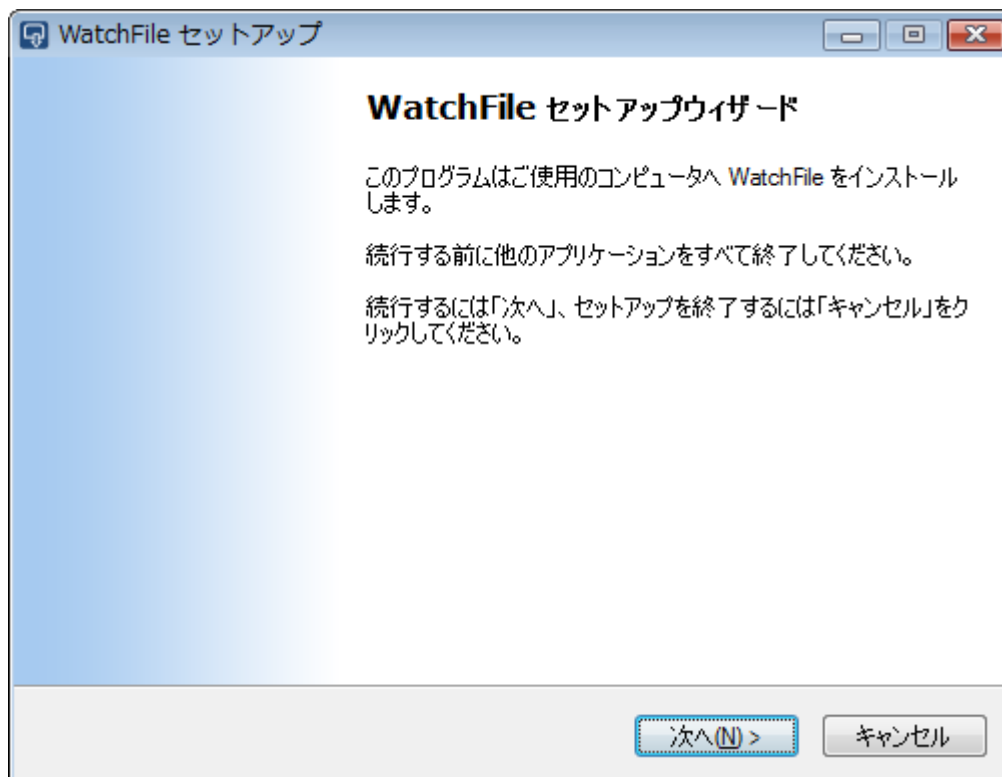 WatchFile セットアップ
WatchFile セットアップウィザード
このプログラムはご使用のコンピュータへ WatchFile をインストール
します。
続行する前に他のアプリケーションをすべて終了してください。
続行するには「次へ」、セットアップを終了するには「キャンセル」をク
リックしてください。
次へ(N) >
キャンセル